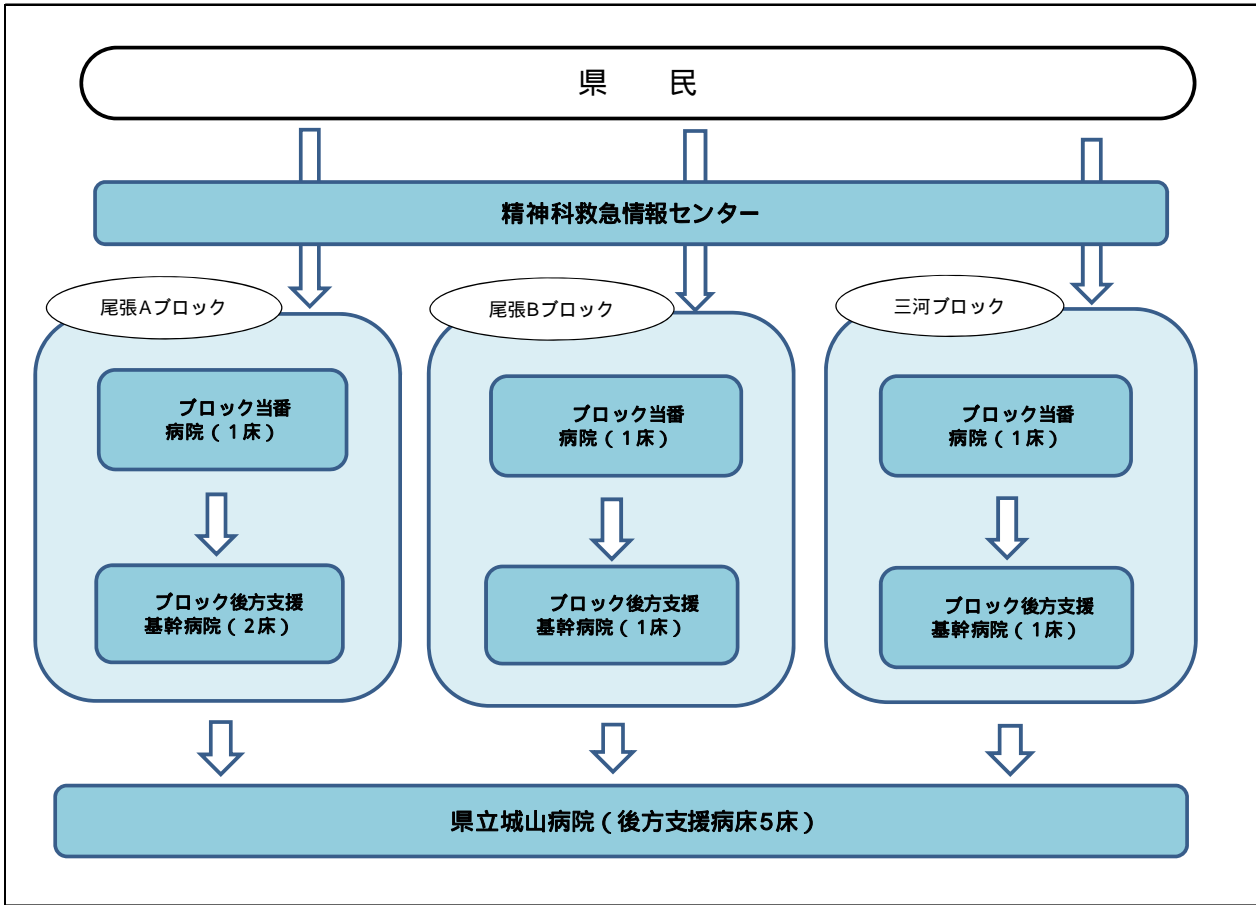 県　民
精神科救急情報センター
尾張Aブロック
ブロック当番
病院(1床)
ブロック後方支援
基幹病院(2床)
尾張Bブロック
ブロック当番
病院(1床)
ブロック後方支援
基幹病院(1床)
三河ブロック
ブロック当番
病院(1床)
ブロック後方支援
基幹病院(1床)
県立城山病院(後方支援病床5床)